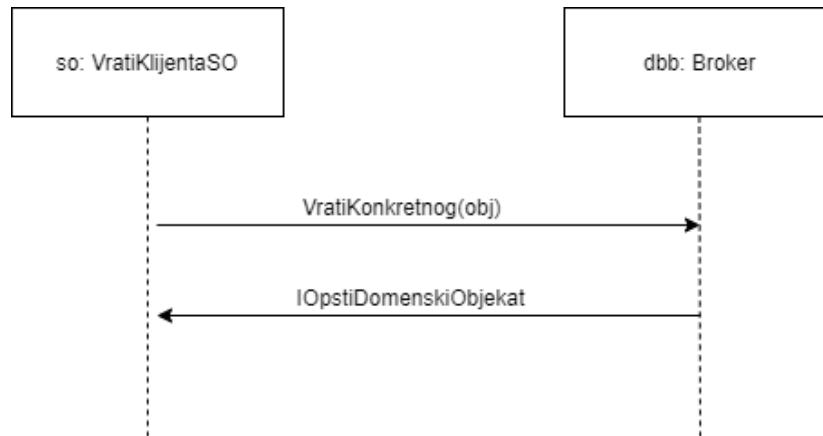 so: VratiKlijentaSO
dbb: Broker
VratiKonkretnog(obj)
IOpstiDomenskiObjekat